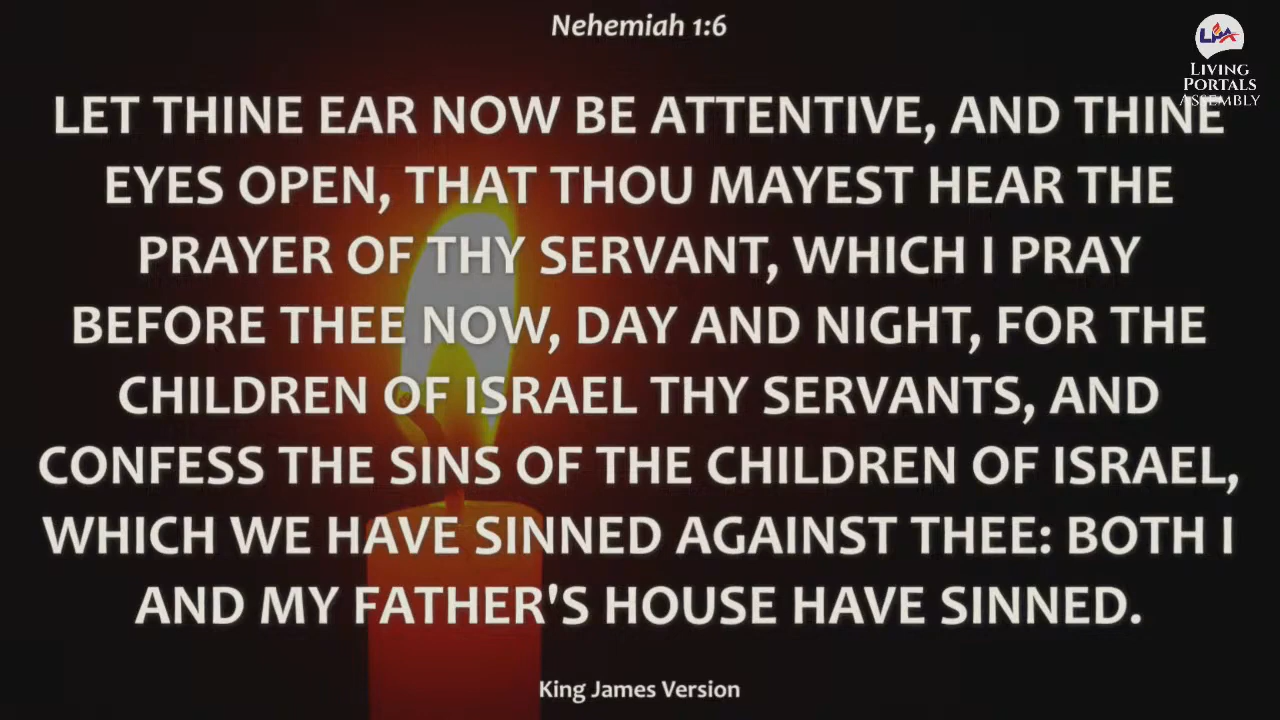 Nehemiah 1:6
LPA
LIVING
PORTALS
ASSEMBLY
LET THINE EAR NOW BE ATTENTIVE, AND THINE
EYES OPEN, THAT THOU MAYEST HEAR THE
PRAYER OF THY SERVANT, WHICH I PRAY
BEFORE THEE NOW, DAY AND NIGHT, FOR THE
CHILDREN OF ISRAEL THY SERVANTS, AND
CONFESS THE SINS OF THE CHILDREN OF ISRAEL,
WHICH WE HAVE SINNED AGAINST THEE: BOTH I
AND MY FATHER'S HOUSE HAVE SINNED.
King James Version